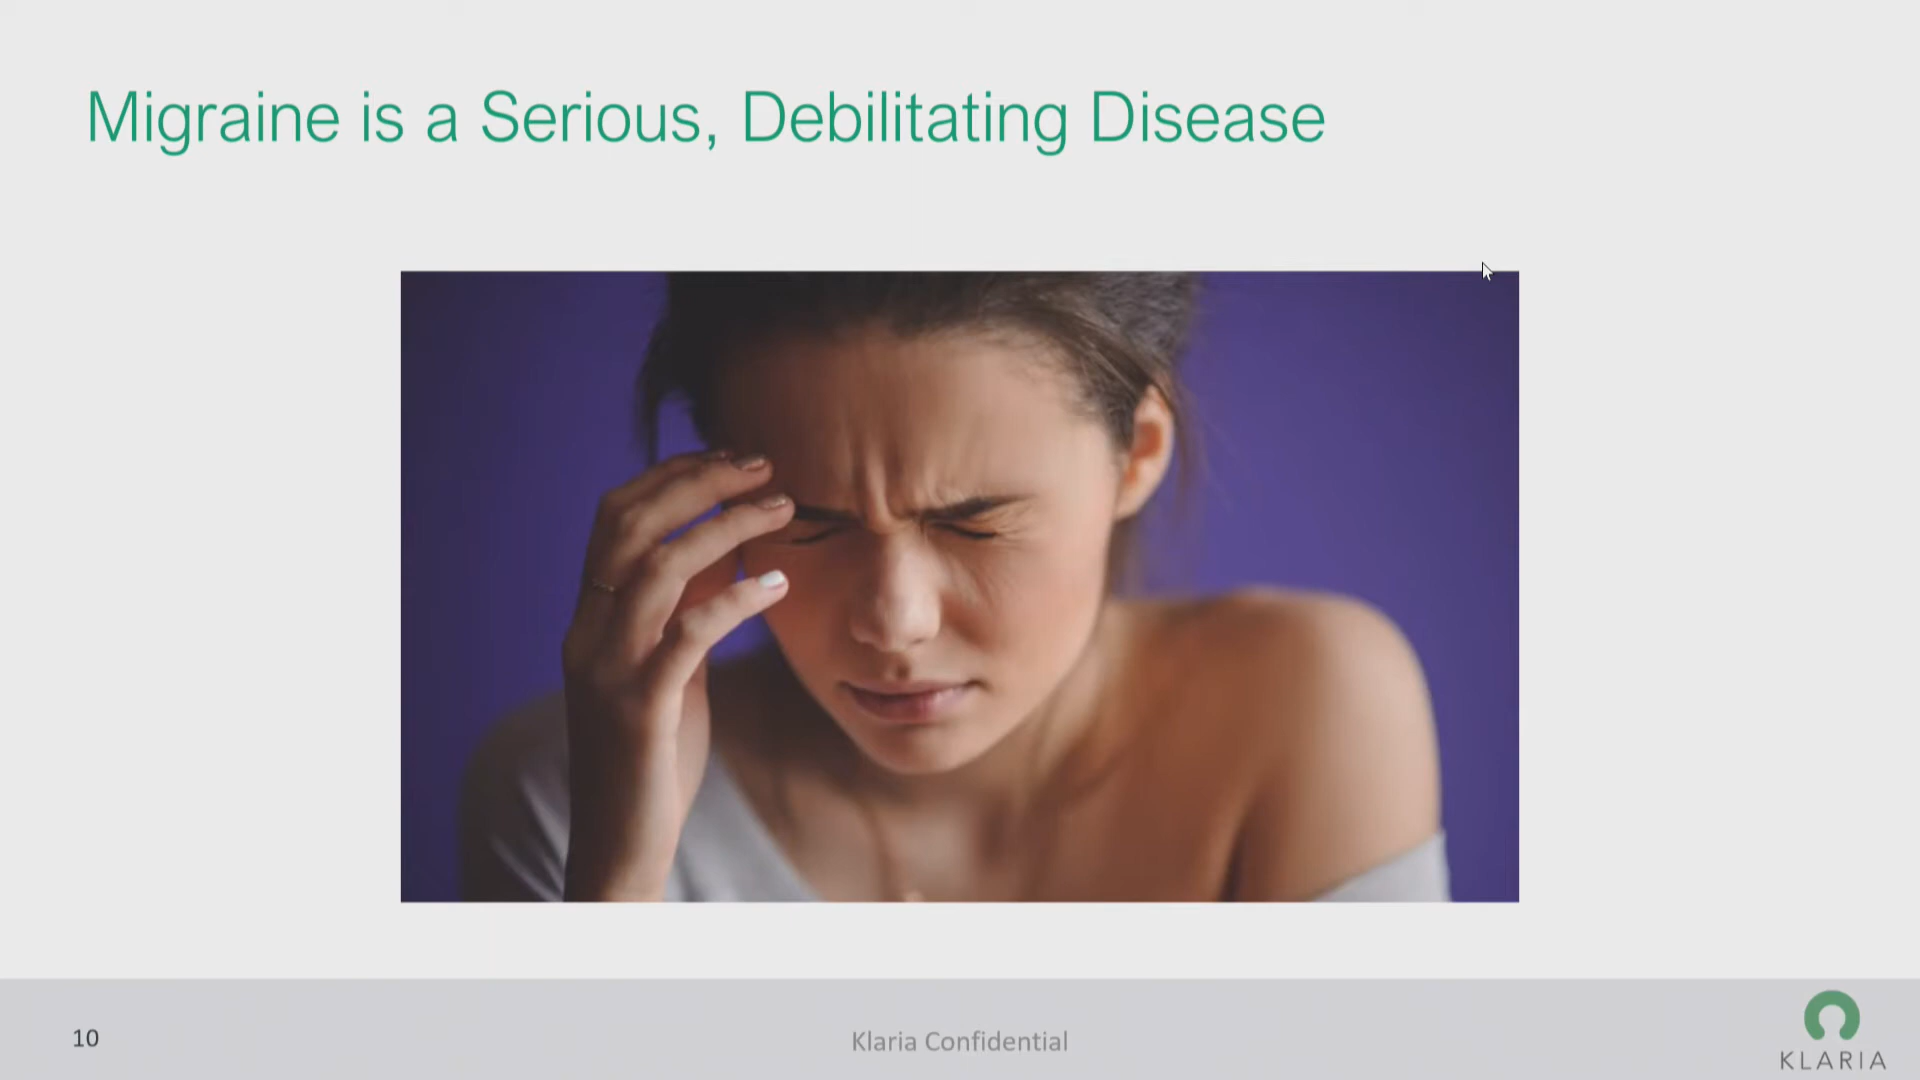 Migraine is a Serious, Debilitating Disease
10
Klaria Confidential
KLARIA